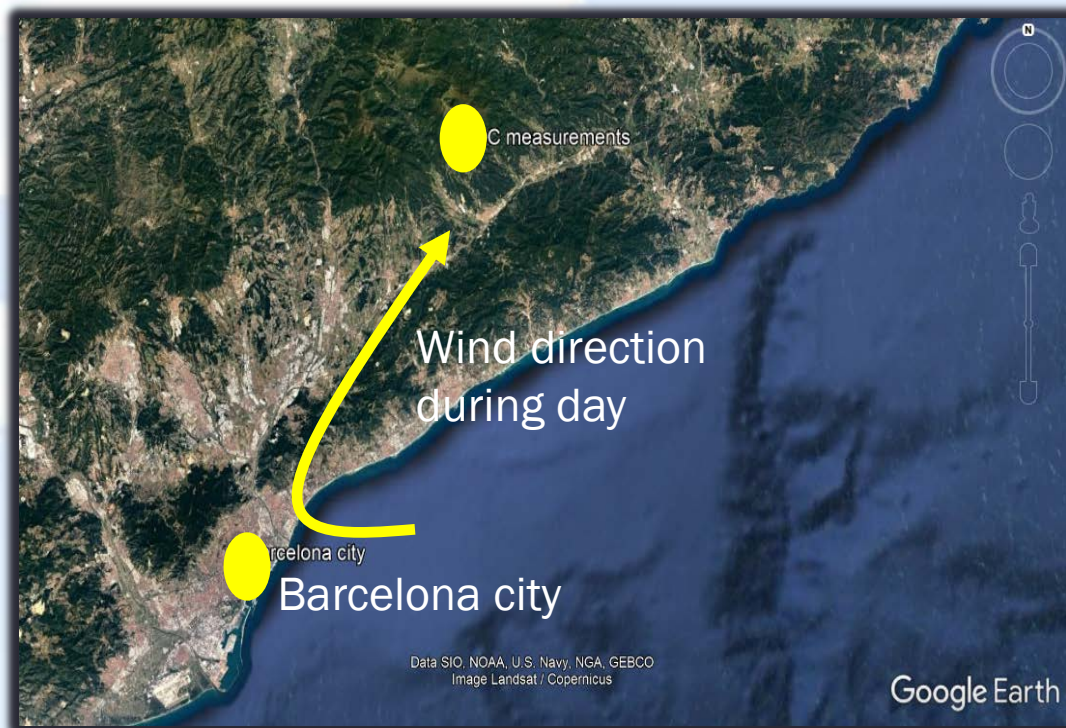 N
C measurements
Wind direction
during day
rcelona city
Barcelona city
Data SIO, NOAA, U.S. Navy, NGA, GEBCO
Image Landsat / Copernicus
Google Earth